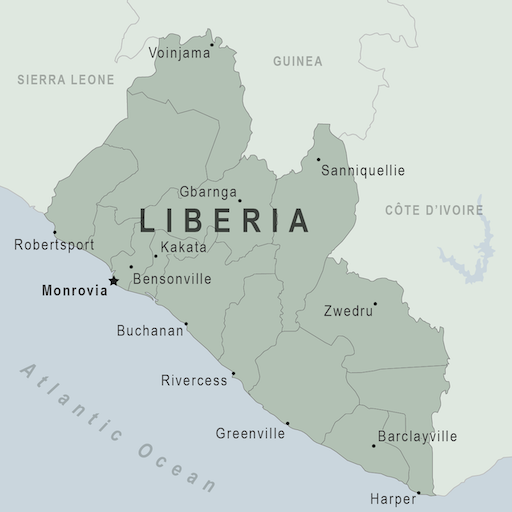 Voinjama
GUINEA
SIERRA LEONE
Sanniquellie
Gbarnga
LIBERIA
CÔTE D'IVOIRE
Robertsport
Kakata
Bensonville
Monrovia
Zwedru
Buchanan
Rivercess
Atlantic Ocean
Greenville
Barclayville
Harper